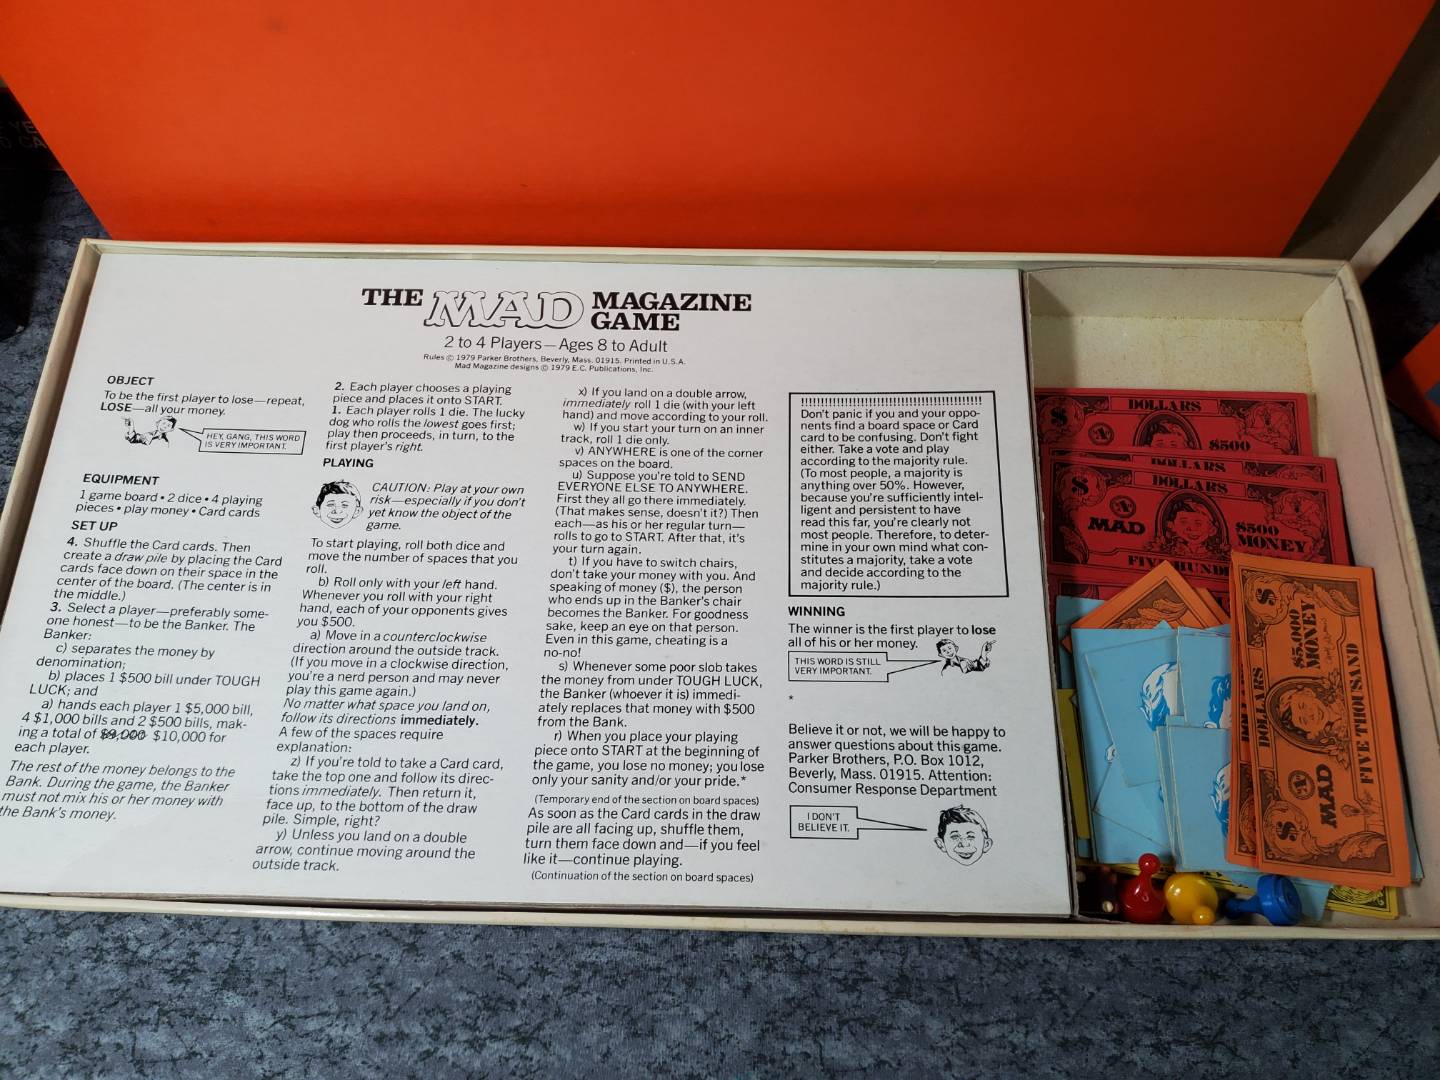 THE MAD MAGAZINE GAME
2 to 4 Players—Ages 8 to Adult
Rules © 1979 Parker Brothers, Beverly, Mass. 01915. Printed in U.S.A.
Mad Magazine designs © 1979 E.C. Publications, Inc.
OBJECT
To be the first player to lose—repeat,
LOSE—all your money.
HEY, GANG, THIS WORD
IS VERY IMPORTANT.
EQUIPMENT
1 game board • 2 dice • 4 playing
pieces • play money • Card cards
SET UP
4. Shuffle the Card cards. Then
create a draw pile by placing the Card
cards face down on their space in the
center of the board. (The center is in
the middle.)
3. Select a player—preferably some-
one honest—to be the Banker. The
Banker:
c) separates the money by
denomination;
b) places 1 $500 bill under TOUGH
LUCK; and
a) hands each player 1 $5,000 bill,
4 $1,000 bills and 2 $500 bills, mak-
ing a total of $9,000 $10,000 for
each player.
The rest of the money belongs to the
Bank. During the game, the Banker
must not mix his or her money with
the Bank's money.
2. Each player chooses a playing
piece and places it onto START.
1. Each player rolls 1 die. The lucky
dog who rolls the lowest goes first;
play then proceeds, in turn, to the
first player's right.
PLAYING
CAUTION: Play at your own
risk—especially if you don't
yet know the object of the
game.
To start playing, roll both dice and
move the number of spaces that you
roll.
b) Roll only with your left hand.
Whenever you roll with your right
hand, each of your opponents gives
you $500.
a) Move in a counterclockwise
direction around the outside track.
(If you move in a clockwise direction,
you're a nerd person and may never
play this game again.)
No matter what space you land on,
follow its directions immediately.
A few of the spaces require
explanation:
z) If you're told to take a Card card,
take the top one and follow its direc-
tions immediately. Then return it,
face up, to the bottom of the draw
pile. Simple, right?
y) Unless you land on a double
arrow, continue moving around the
outside track.
x) If you land on a double arrow,
immediately roll 1 die (with your left
hand) and move according to your roll.
w) If you start your turn on an inner
track, roll 1 die only.
v) ANYWHERE is one of the corner
spaces on the board.
u) Suppose you're told to SEND
EVERYONE ELSE TO ANYWHERE.
First they all go there immediately.
(That makes sense, doesn't it?) Then
each—as his or her regular turn—
rolls to go to START. After that, it's
your turn again.
t) If you have to switch chairs,
don't take your money with you. And
speaking of money ($), the person
who ends up in the Banker's chair
becomes the Banker. For goodness
sake, keep an eye on that person.
Even in this game, cheating is a
no-no!
s) Whenever some poor slob takes
the money from under TOUGH LUCK,
the Banker (whoever it is) immedi-
ately replaces that money with $500
from the Bank.
r) When you place your playing
piece onto START at the beginning of
the game, you lose no money; you lose
only your sanity and/or your pride.*
(Temporary end of the section on board spaces)
As soon as the Card cards in the draw
pile are all facing up, shuffle them,
turn them face down and—if you feel
like it—continue playing.
(Continuation of the section on board spaces)
!!!!!!!!!!!!!!!!!!!!!!!!!!!!!!!!!!!!!!!!!!!!
Don't panic if you and your oppo-
nents find a board space or Card
card to be confusing. Don't fight
either. Take a vote and play
according to the majority rule.
(To most people, a majority is
anything over 50%. However,
because you're sufficiently intel-
ligent and persistent to have
read this far, you're clearly not
most people. Therefore, to deter-
mine in your own mind what con-
stitutes a majority, take a vote
and decide according to the
majority rule.)
WINNING
The winner is the first player to lose
all of his or her money.
THIS WORD IS STILL
VERY IMPORTANT.
*
Believe it or not, we will be happy to
answer questions about this game.
Parker Brothers, P.O. Box 1012,
Beverly, Mass. 01915. Attention:
Consumer Response Department
I DON'T
BELIEVE IT.
DOLLARS
$500
DOLLARS
DOLLARS
MAD
$500
MONEY
DOLLARS
$5,000
MONEY
MAD
FIVE THOUSAND